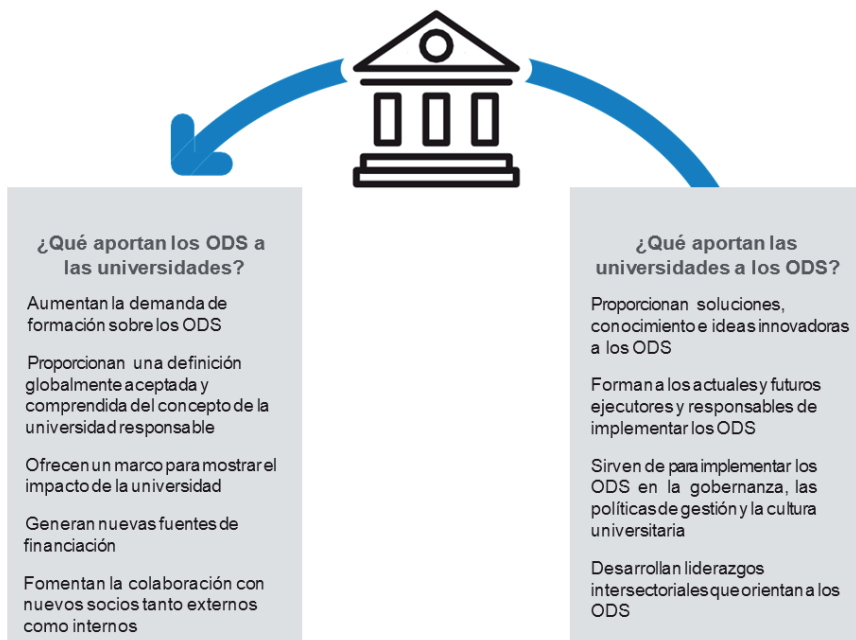 ¿Qué aportan los ODS a
las universidades?
Aumentan la demanda de
formación sobre los ODS
Proporcionan una definición
globalmente aceptada y
comprendida del concepto de la
universidad responsable
Ofrecen un marco para mostrar el
impacto de la universidad
Generan nuevas fuentes de
financiación
Fomentan la colaboración con
nuevos socios tanto externos
como internos
¿Qué aportan las
universidades a los ODS?
Proporcionan soluciones,
conocimiento e ideas innovadoras
a los ODS
Forman a los actuales y futuros
ejecutores y responsables de
implementar los ODS
Sirven de para implementar los
ODS en la gobernanza, las
políticas de gestión y la cultura
universitaria
Desarrollan liderazgos
intersectoriales que orientan a los
ODS